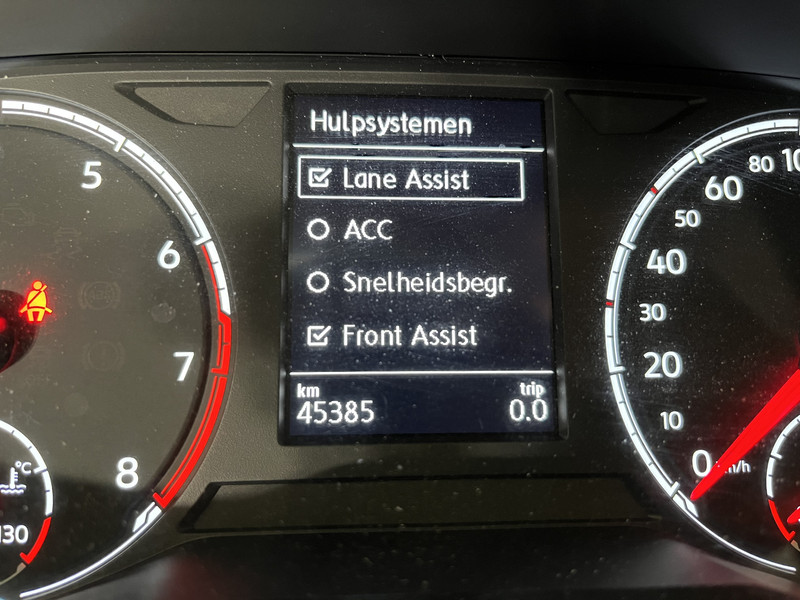 Hulpsystemen
Lane Assist
ACC
Snelheidsbegr.
Front Assist
km
trip
45385
0.0
5
6
7
8
°C
130
0
10
20
30
40
50
60
80